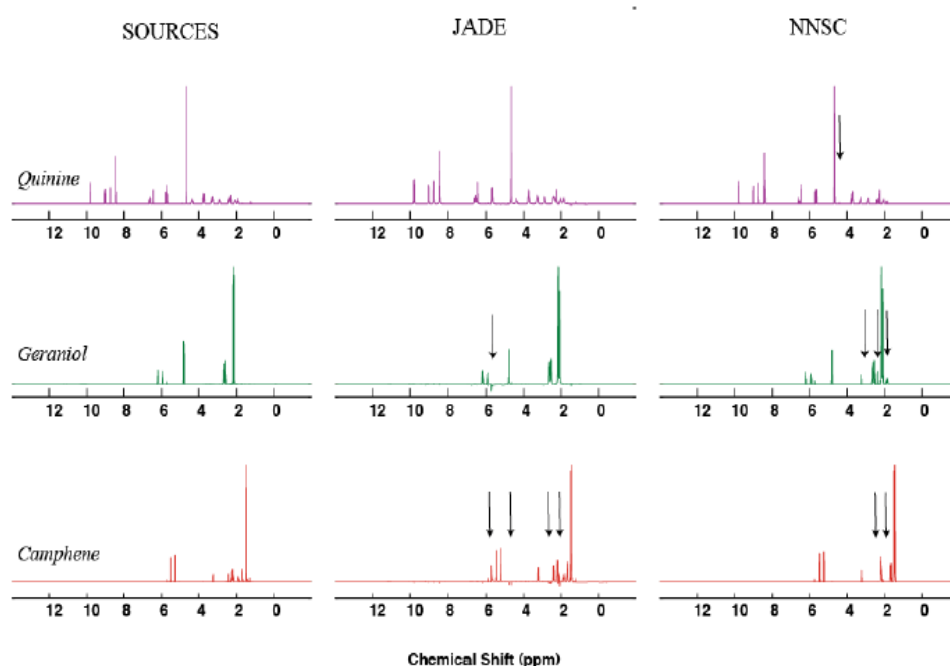 SOURCES JADE NNSC
Quinine
12 10 8 6 4 2 0 12 10 8 6 4 2 0 12 10 8 6 4 2 0
Geraniol
12 10 8 6 4 2 0 12 10 8 6 4 2 0 12 10 8 6 4 2 0
Camphene
12 10 8 6 4 2 0 12 10 8 6 4 2 0 12 10 8 6 4 2 0
Chemical Shift (ppm)